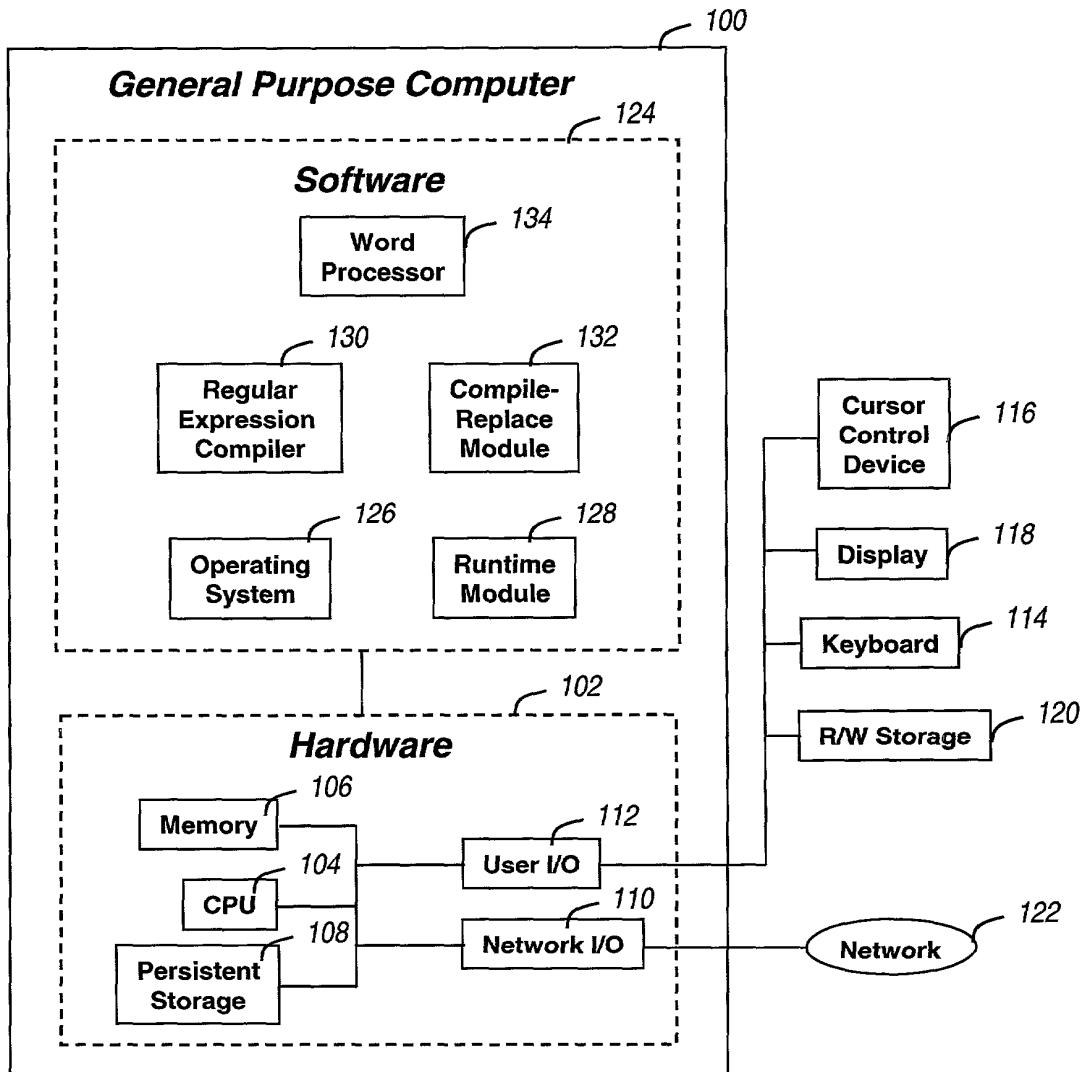 100
General Purpose Computer
124
Software
134
Word
Processor
130
Regular
Expression
Compiler
132
Compile-
Replace
Module
126
Operating
System
128
Runtime
Module
102
Hardware
106
Memory
104
CPU
108
Persistent
Storage
112
User I/O
110
Network I/O
Cursor
Control
Device
116
Display
118
Keyboard
114
R/W Storage
120
Network
122